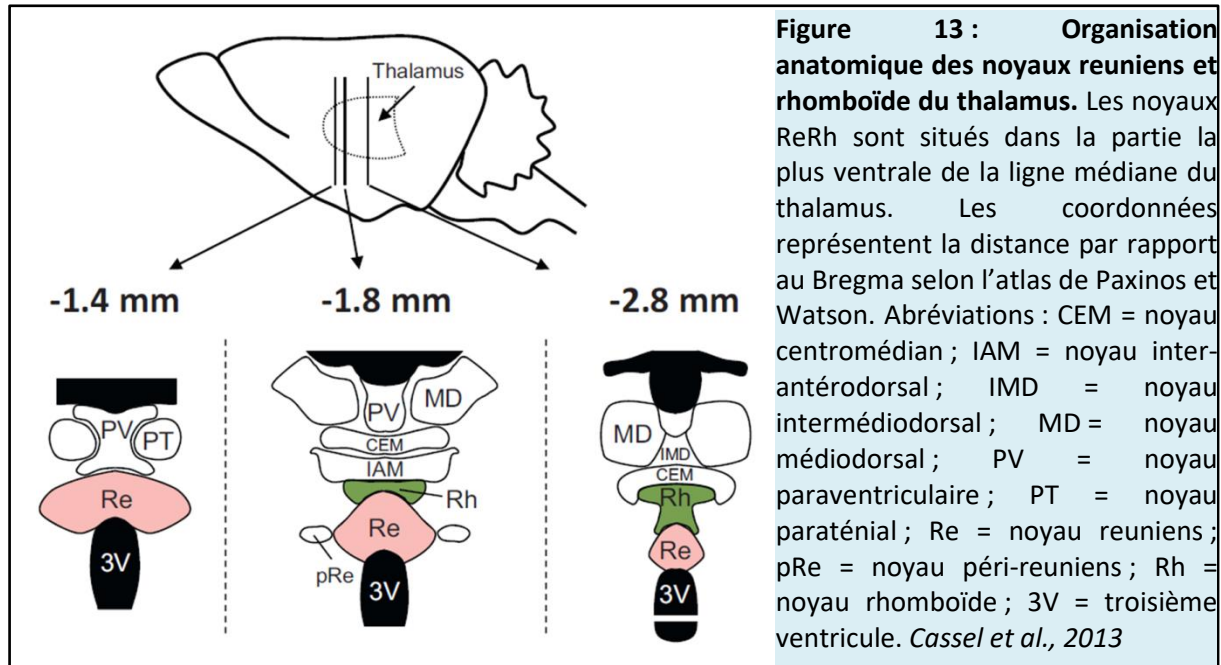 Thalamus
-1.4 mm
-1.8 mm
-2.8 mm
PV
PT
Re
3V
PV
MD
CEM
IAM
Rh
Re
pRe
3V
MD
IMD
CEM
Rh
Re
3V
Figure 13 : Organisation
anatomique des noyaux reuniens et
rhomboïde du thalamus. Les noyaux
ReRh sont situés dans la partie la
plus ventrale de la ligne médiane du
thalamus. Les coordonnées
représentent la distance par rapport
au Bregma selon l’atlas de Paxinos et
Watson. Abréviations : CEM = noyau
centromédian ; IAM = noyau inter-
antérodorsal ; IMD = noyau
intermédiodorsal ; MD = noyau
médiodorsal ; PV = noyau
paraventriculaire ; PT = noyau
paraténial ; Re = noyau reuniens ;
pRe = noyau péri-reuniens ; Rh =
noyau rhomboïde ; 3V = troisième
ventricule. Cassel et al., 2013